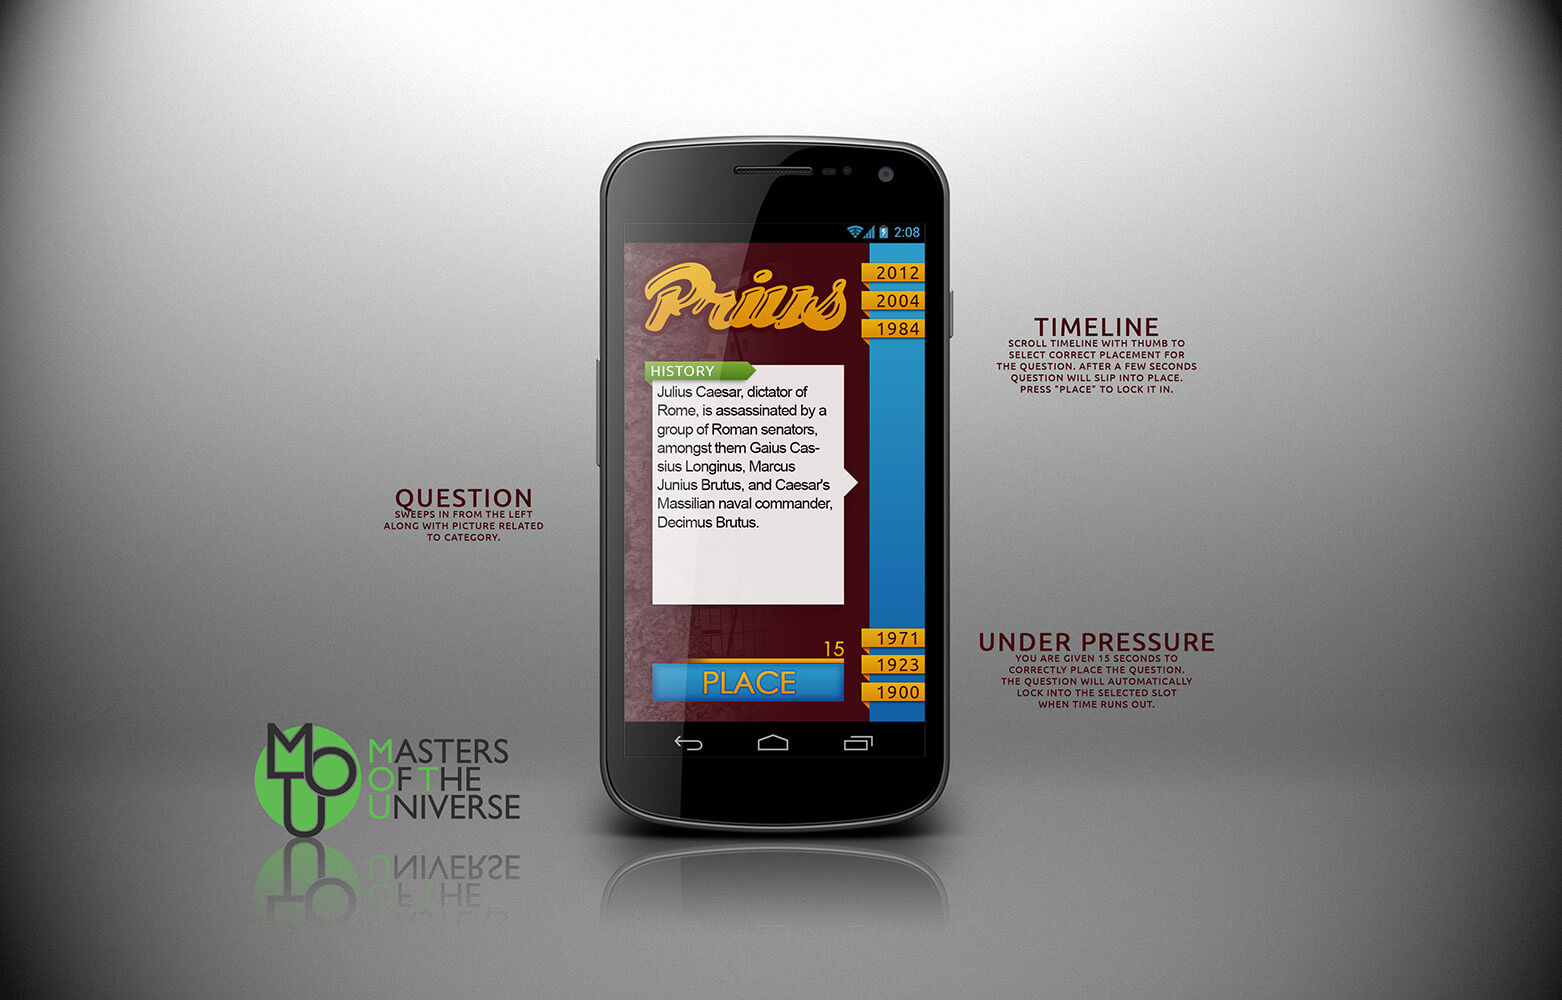 2:08
Prius
2012
2004
1984
HISTORY
Julius Caesar, dictator of
Rome, is assassinated by a
group of Roman senators,
amongst them Gaius Cas-
sius Longinus, Marcus
Junius Brutus, and Caesar's
Massilian naval commander,
Decimus Brutus.
15
PLACE
1971
1923
1900
TIMELINE
SCROLL TIMELINE WITH THUMB TO
SELECT CORRECT PLACEMENT FOR
THE QUESTION. AFTER A FEW SECONDS
QUESTION WILL SLIP INTO PLACE.
PRESS "PLACE" TO LOCK IT IN.
QUESTION
SWEEPS IN FROM THE LEFT
ALONG WITH PICTURE RELATED
TO CATEGORY.
UNDER PRESSURE
YOU ARE GIVEN 15 SECONDS TO
CORRECTLY PLACE THE QUESTION.
THE QUESTION WILL AUTOMATICALLY
LOCK INTO THE SELECTED SLOT
WHEN TIME RUNS OUT.
MOTU
MASTERS
OF THE
UNIVERSE